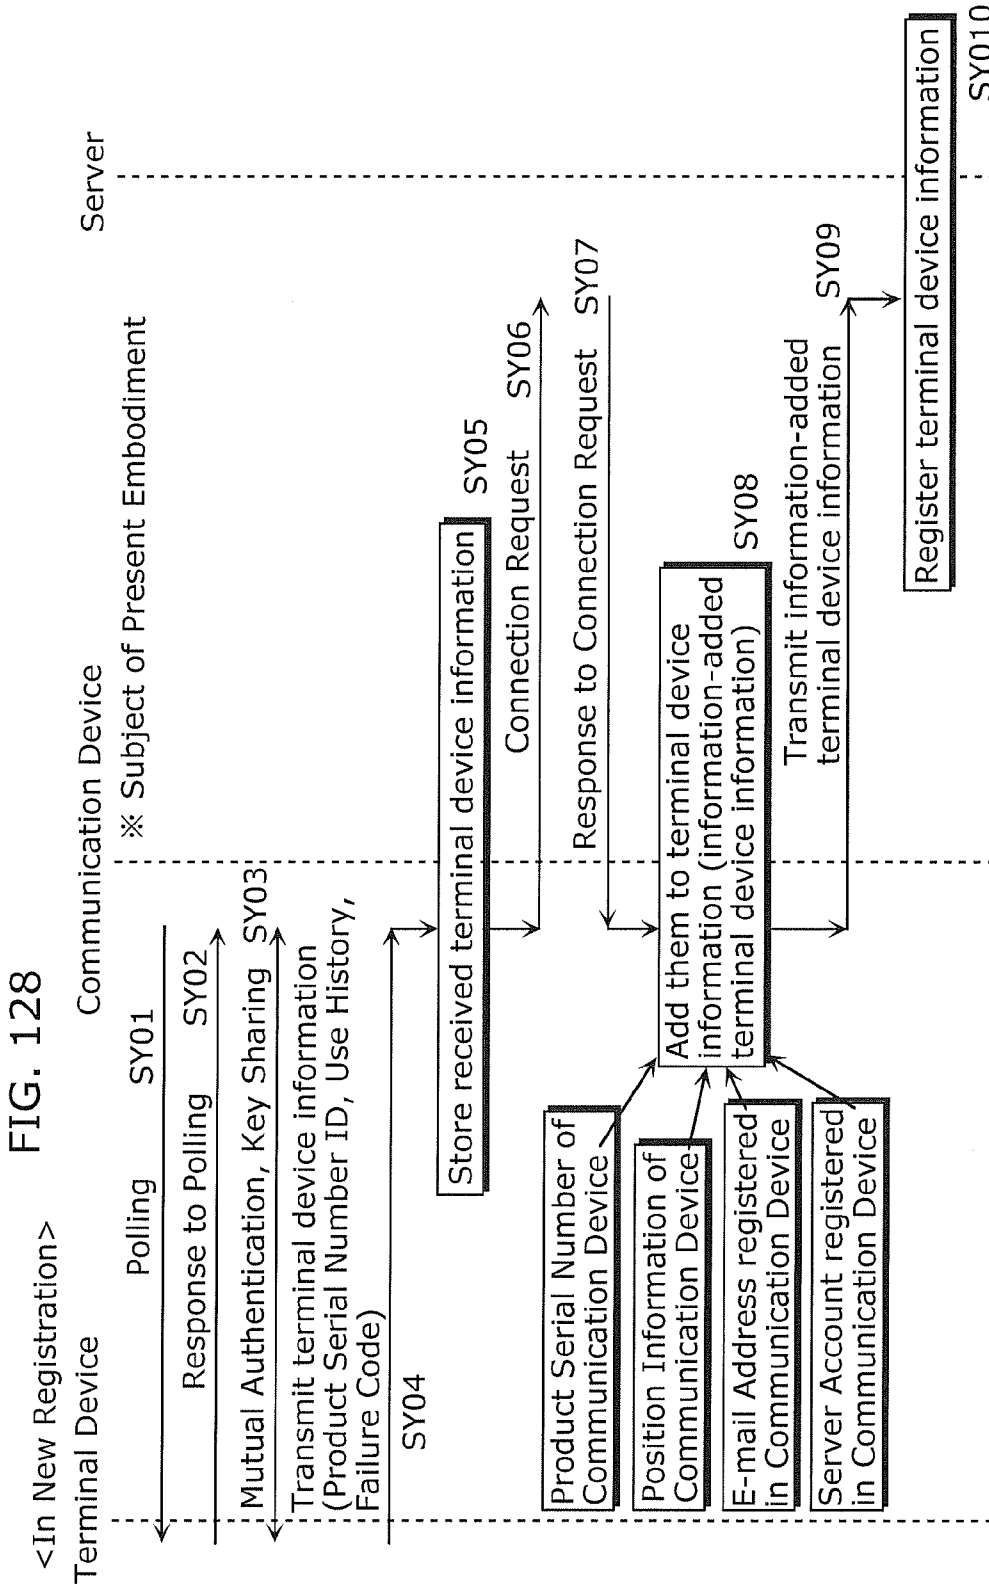 FIG. 128
<In New Registration>
Terminal Device
Communication Device
Server
※ Subject of Present Embodiment
Polling
SY01
Response to Polling
SY02
Mutual Authentication, Key Sharing
SY03
Transmit terminal device information
(Product Serial Number ID, Use History,
Failure Code)
SY04
Store received terminal device information
SY05
Connection Request
SY06
Response to Connection Request
SY07
Product Serial Number of
Communication Device
Position Information of
Communication Device
E-mail Address registered
in Communication Device
Server Account registered
in Communication Device
Add them to terminal device
information (information-added
terminal device information)
SY08
Transmit information-added
terminal device information
SY09
Register terminal device information
SY010